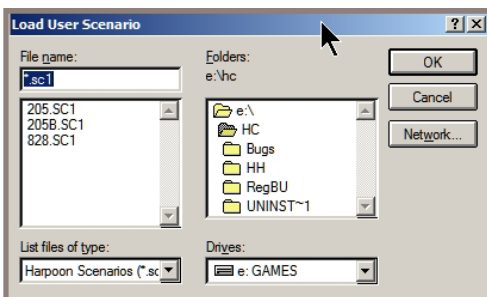 Load User Scenario
File name:
*.sc1
205.SC1
205B.SC1
828.SC1
List files of type:
Harpoon Scenarios (*.sc
Folders:
e:\hc
e:\
HC
Bugs
HH
RegBU
UNINST~1
Drives:
e: GAMES
OK
Cancel
Network...